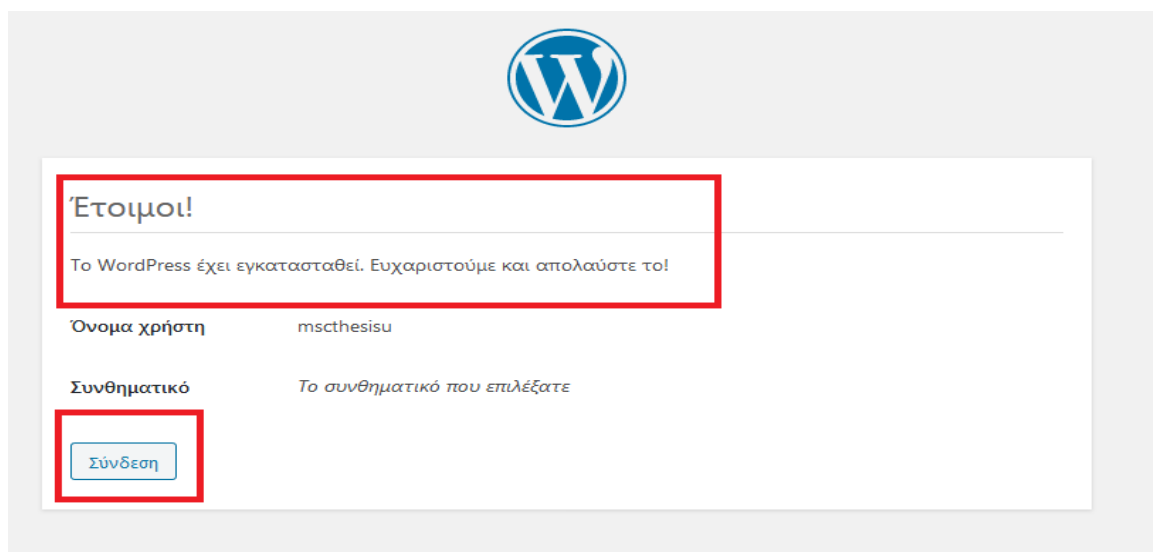 Έτοιμοι!
Το WordPress έχει εγκατασταθεί. Ευχαριστούμε και απολαύστε το!
Όνομα χρήστη mscthesisu
Συνθηματικό Το συνθηματικό που επιλέξατε
Σύνδεση